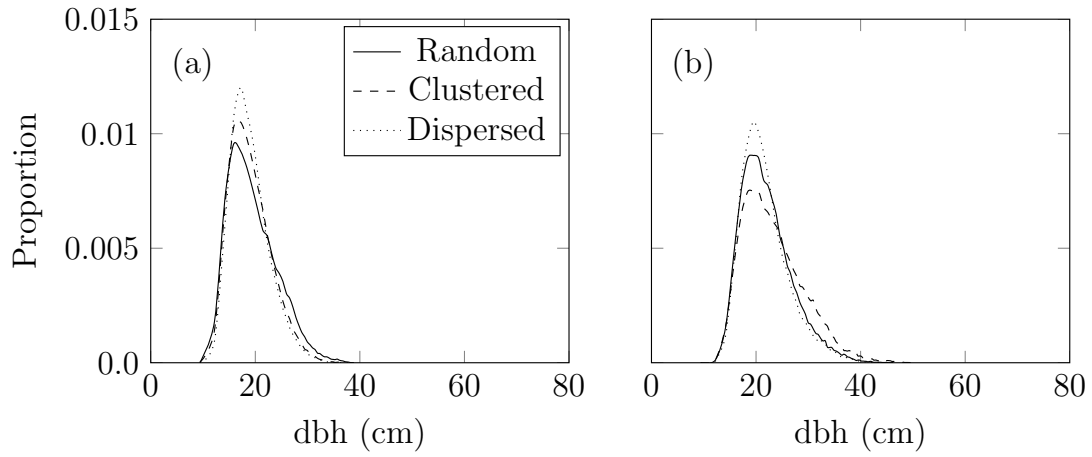 0.015
(a)
Random
Clustered
Dispersed
(b)
0.01
0.005
0.0
Proportion
0 20 40 60 80
0 20 40 60 80
dbh (cm)
dbh (cm)